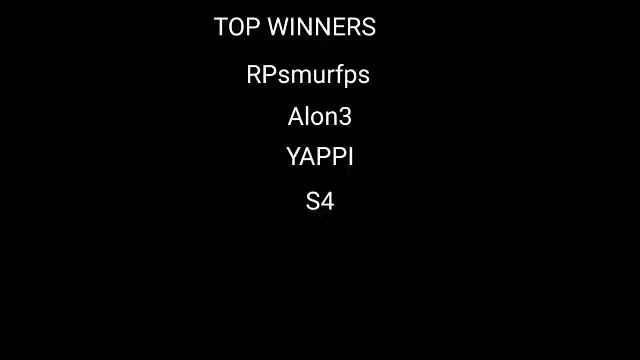 TOP WINNERS
RPsmurfps
Alon3
YAPPI
S4